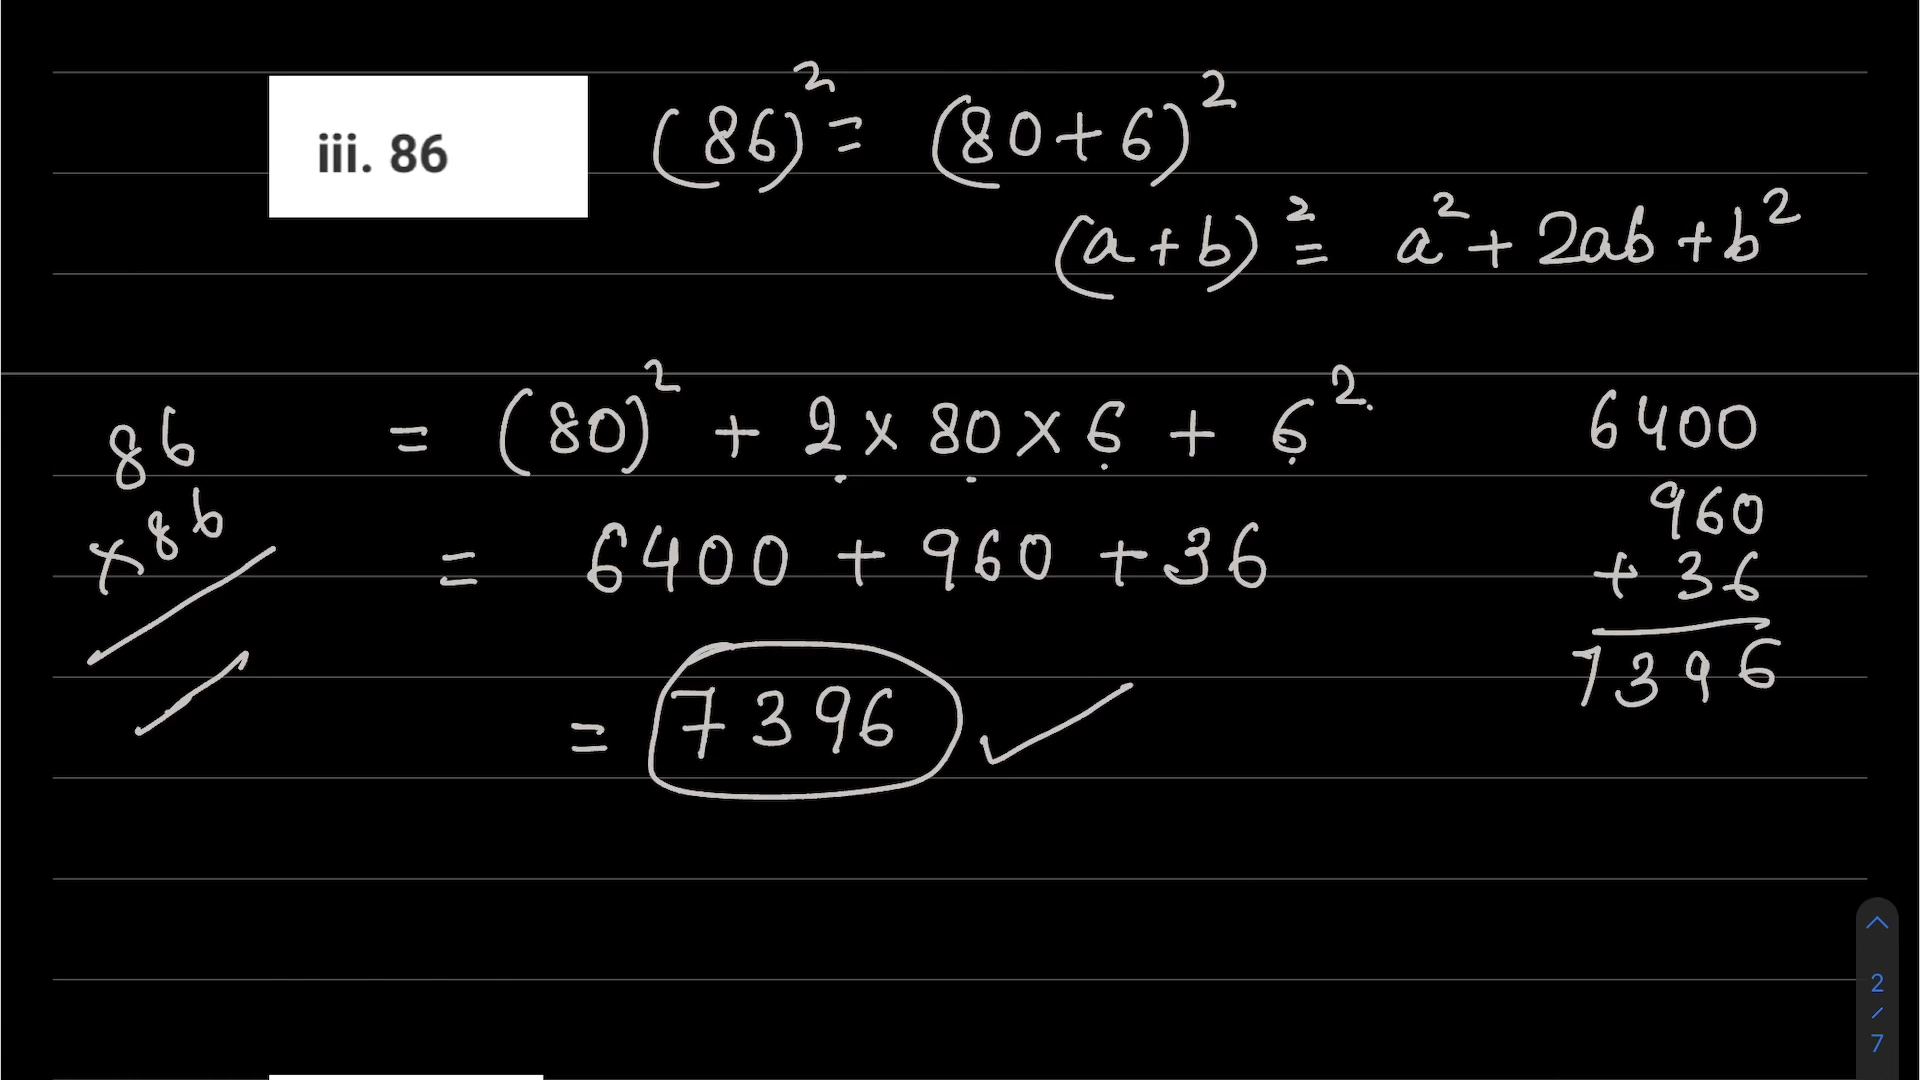 iii. 86 (86)² = (80+6)²
(a+b)² = a² + 2ab + b²
86 = (80)² + 2 × 80 × 6 + 6². 6400
×86 = 6400 + 960 + 36 960
+ 36
= 7396 7396
2
/
7